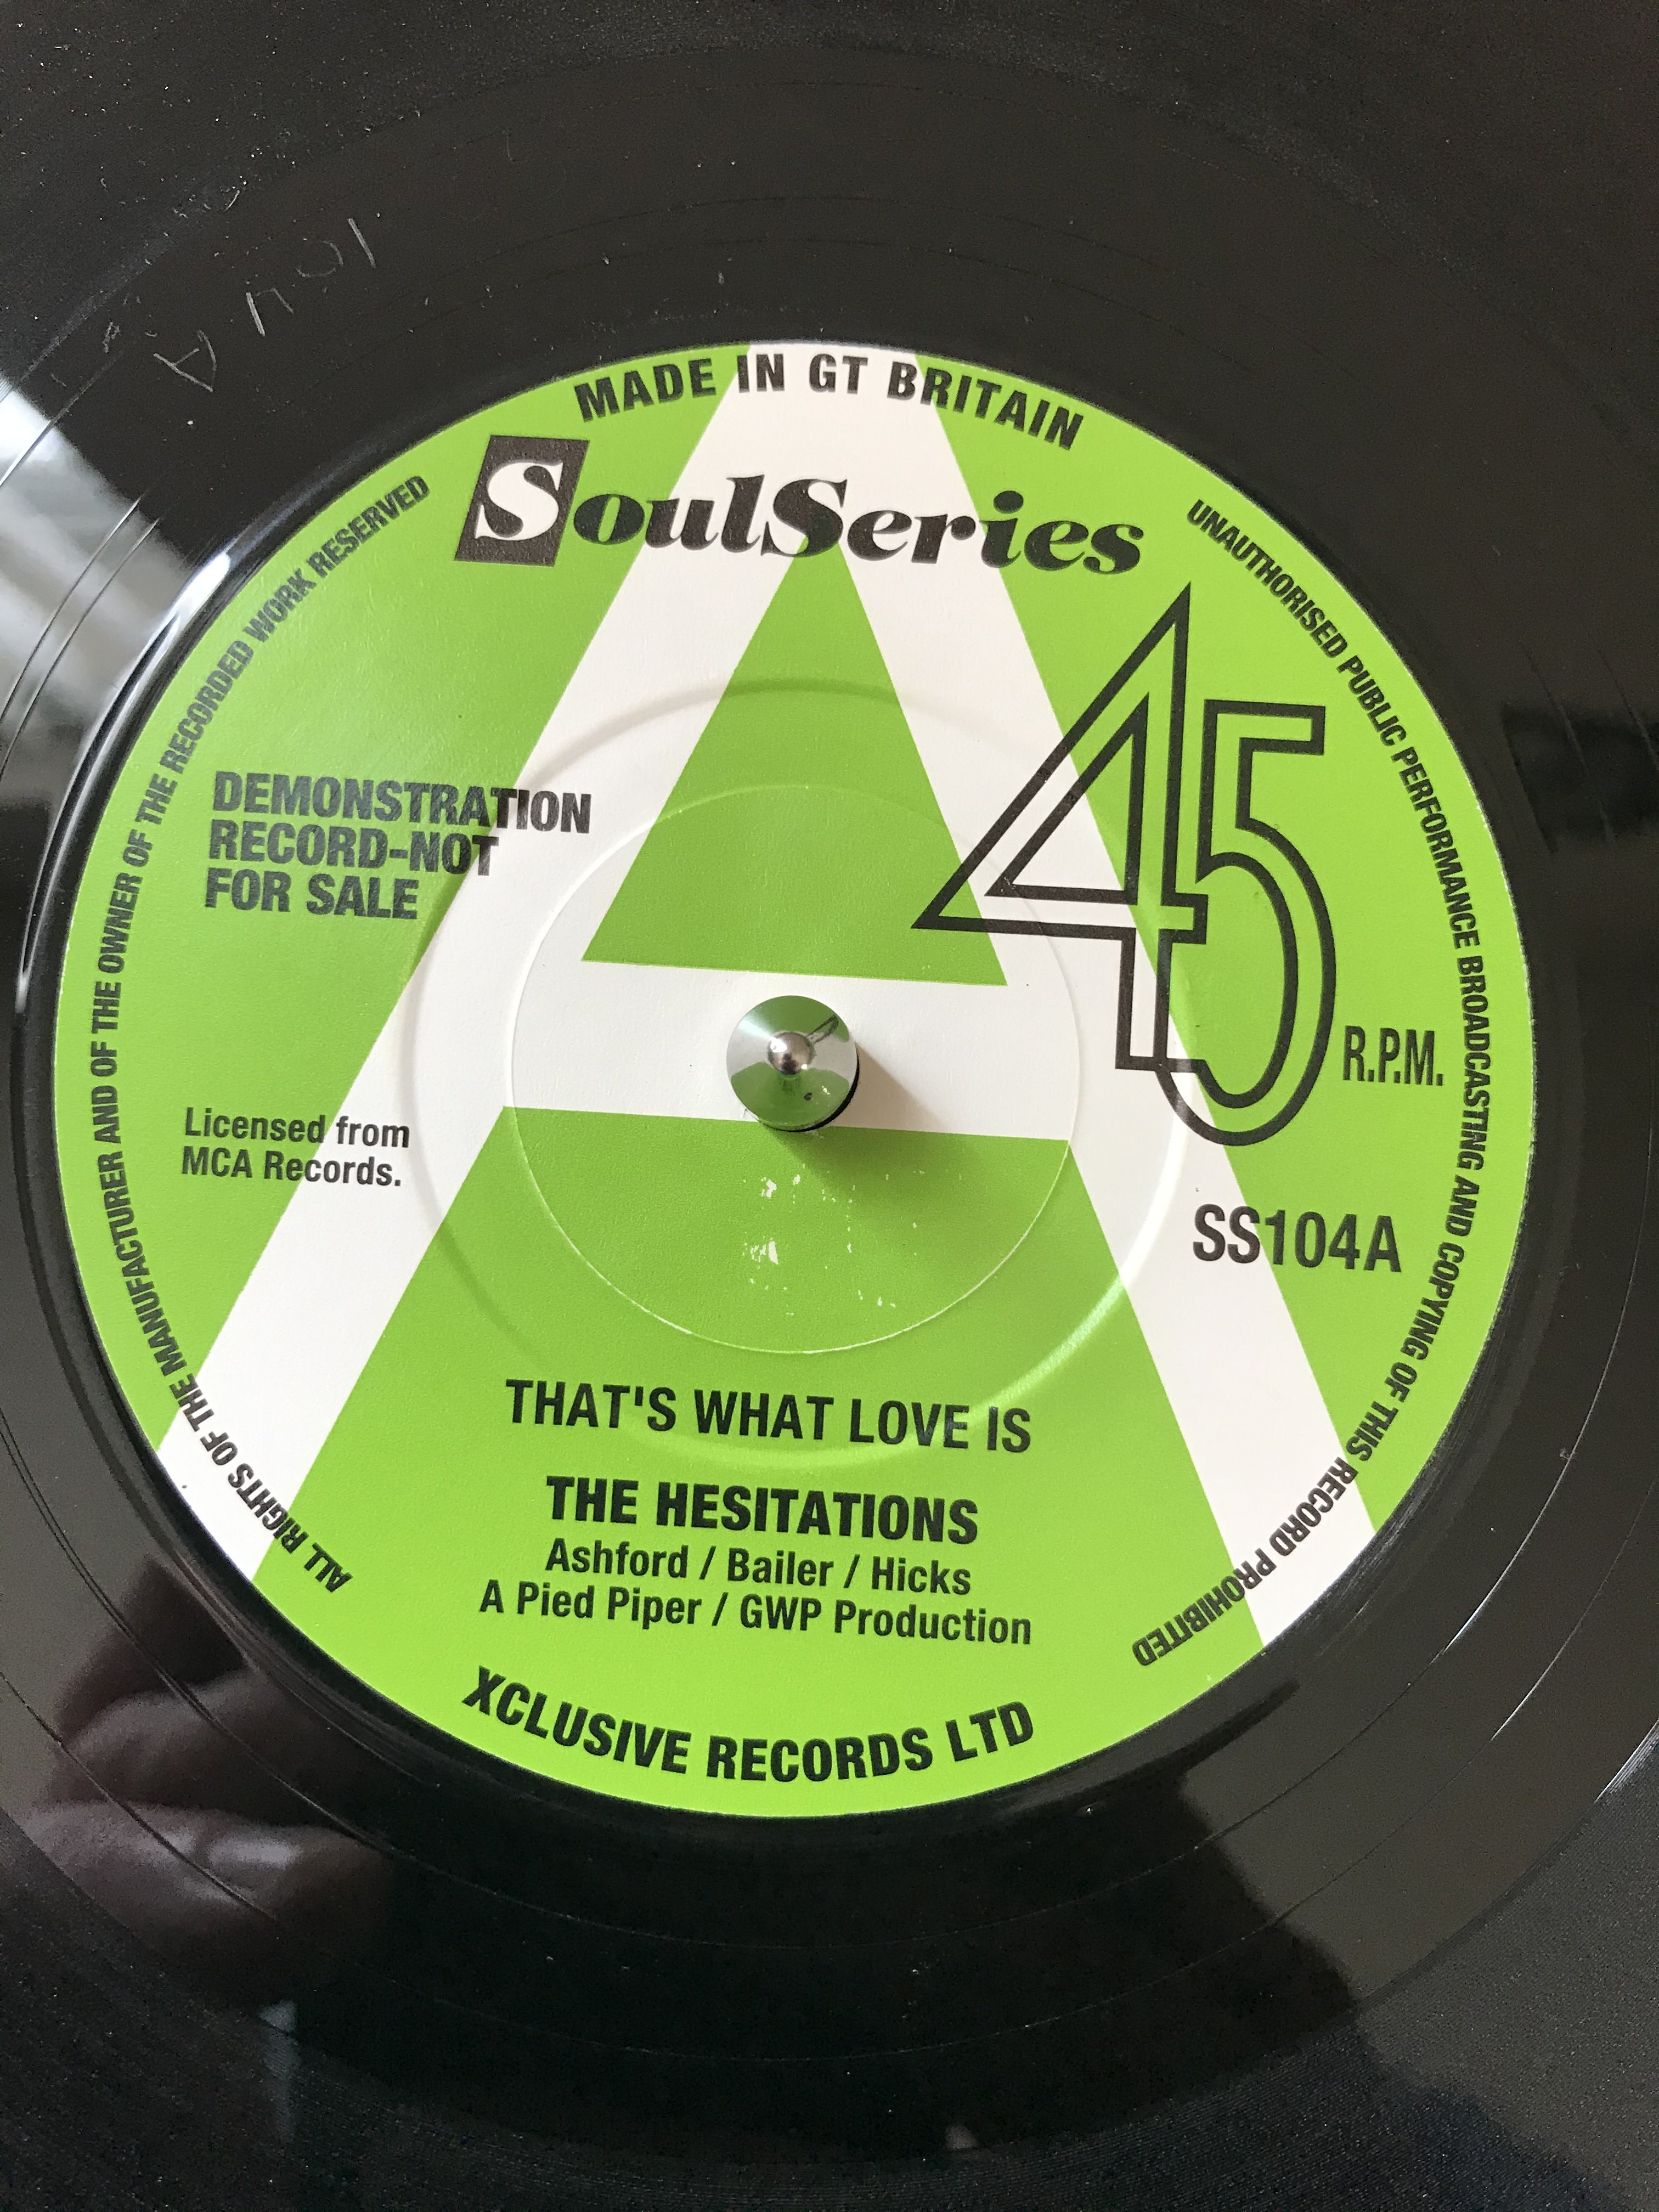 MADE IN GT BRITAIN
SoulSeries
45
R.P.M.
DEMONSTRATION
RECORD-NOT
FOR SALE
Licensed from
MCA Records.
SS104A
THAT'S WHAT LOVE IS
THE HESITATIONS
Ashford / Bailer / Hicks
A Pied Piper / GWP Production
XCLUSIVE RECORDS LTD
ALL RIGHTS OF THE MANUFACTURER AND OF THE OWNER OF THE RECORDED WORK RESERVED
UNAUTHORISED PUBLIC PERFORMANCE BROADCASTING AND COPYING OF THIS RECORD PROHIBITED